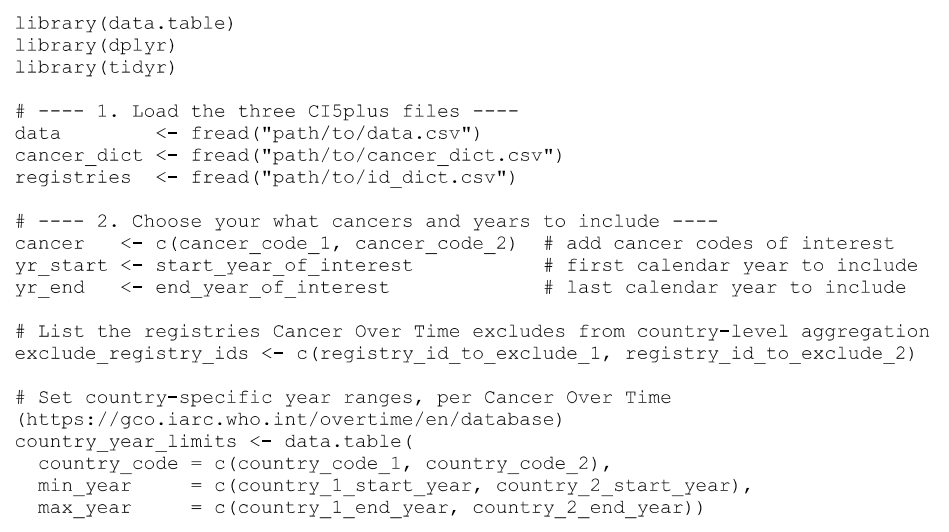 library(data.table)
library(dplyr)
library(tidyr)
# ---- 1. Load the three CI5plus files ----
data        <- fread("path/to/data.csv")
cancer_dict <- fread("path/to/cancer_dict.csv")
registries  <- fread("path/to/id_dict.csv")
# ---- 2. Choose your what cancers and years to include ----
cancer   <- c(cancer_code_1, cancer_code_2)  # add cancer codes of interest
yr_start <- start_year_of_interest           # first calendar year to include
yr_end   <- end_year_of_interest             # last calendar year to include
# List the registries Cancer Over Time excludes from country-level aggregation
exclude_registry_ids <- c(registry_id_to_exclude_1, registry_id_to_exclude_2)
# Set country-specific year ranges, per Cancer Over Time
(https://gco.iarc.who.int/overtime/en/database)
country_year_limits <- data.table(
  country_code = c(country_code_1, country_code_2),
  min_year     = c(country_1_start_year, country_2_start_year),
  max_year     = c(country_1_end_year, country_2_end_year))